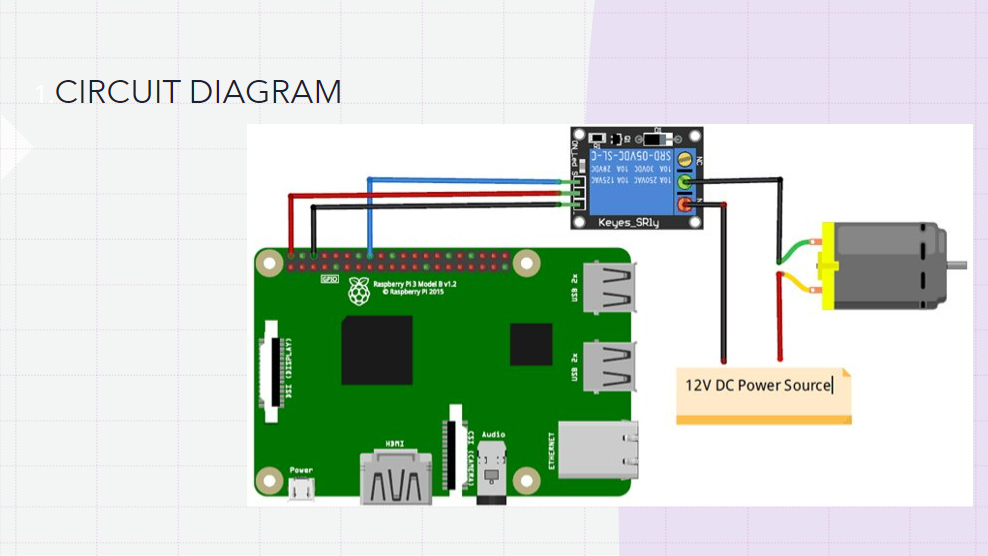 1.CIRCUIT DIAGRAM
SRD-05VDC-SL-C
10A 30VDC 10A 28VDC
10A 250VAC 10A 125VAC
NC
Keyes_SR1y
GPIO
Raspberry Pi 3 Model B v1.2
© Raspberry Pi 2015
USB 2x
USB 2x
DSI (DISPLAY)
12V DC Power Source
HDMI
CSI (CAMERA)
Audio
ETHERNET
Power